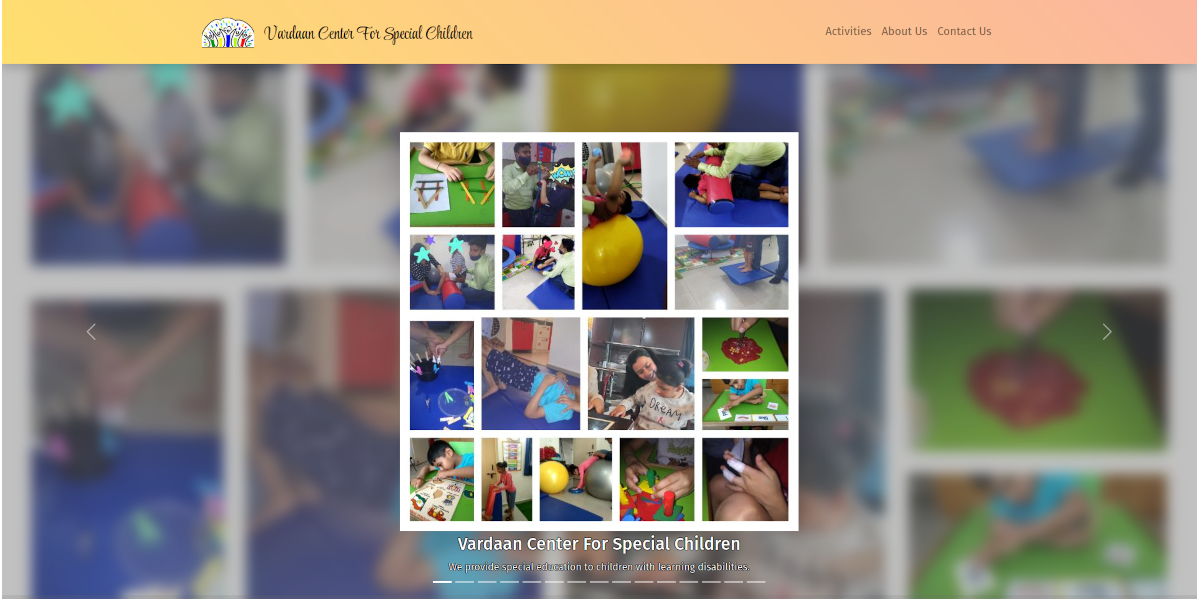 Vardaan Center For Special Children
Activities
About Us
Contact Us
DREAM
Vardaan Center For Special Children
We provide special education to children with learning disabilities.